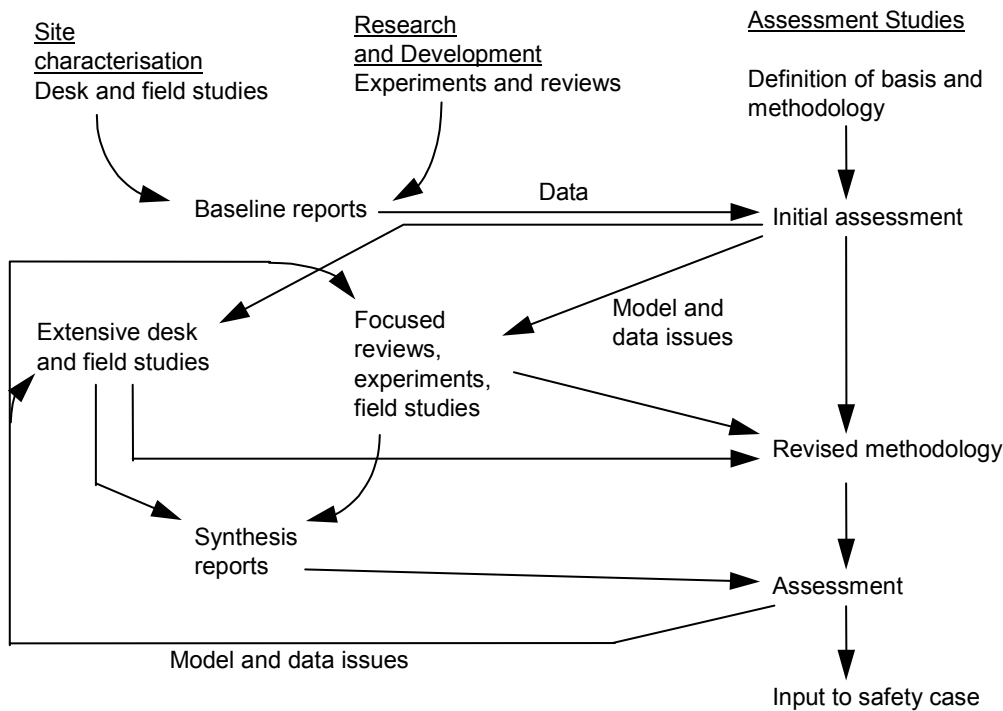 Site
characterisation
Desk and field studies
Research
and Development
Experiments and reviews
Assessment Studies
Definition of basis and
methodology
Baseline reports
Data
Initial assessment
Extensive desk
and field studies
Focused
reviews,
experiments,
field studies
Model and
data issues
Revised methodology
Synthesis
reports
Assessment
Model and data issues
Input to safety case